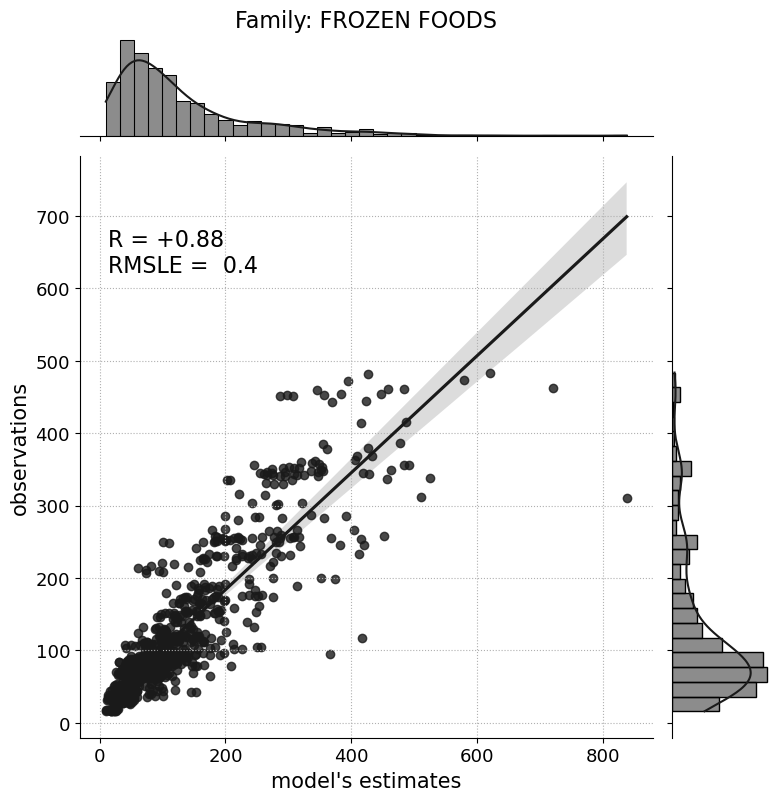 Family: FROZEN FOODS
R = +0.88
RMSLE =  0.4
observations
700
600
500
400
300
200
100
0
0 200 400 600 800
model's estimates